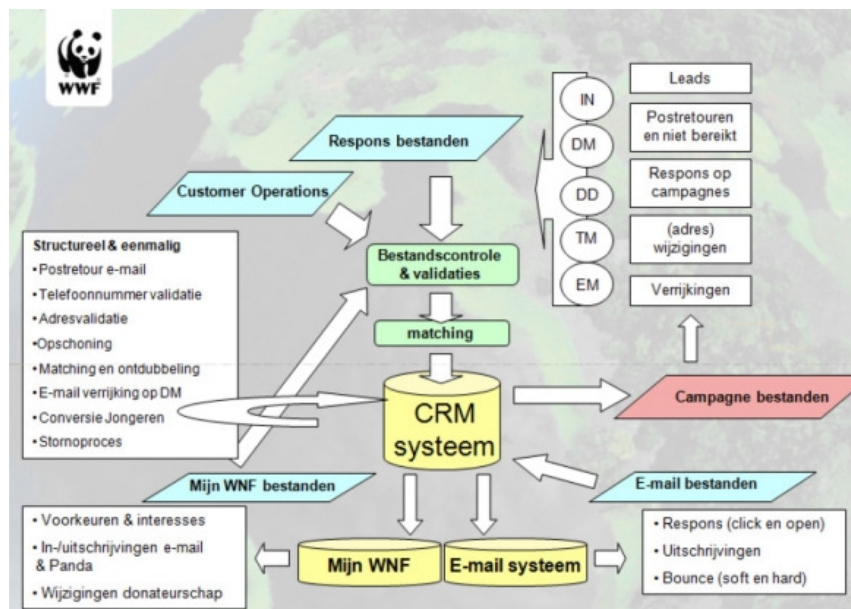 WWF
Leads
IN
Postretouren
en niet bereikt
DM
Respons bestanden
Respons op
campagnes
DD
Customer Operations
(adres)
wijzigingen
TM
Verrijkingen
EM
Structureel & eenmalig
•Postretour e-mail
•Telefoonnummer validatie
•Adresvalidatie
•Opschoning
•Matching en ontdubbeling
•E-mail verrijking op DM
•Conversie Jongeren
•Stornoproces
Bestandscontrole
& validaties
matching
CRM
systeem
Campagne bestanden
Mijn WNF bestanden
E-mail bestanden
• Voorkeuren & interesses
• In-/uitschrijvingen e-mail
& Panda
• Wijzigingen donateurschap
Mijn WNF
E-mail systeem
• Respons (click en open)
• Uitschrijvingen
• Bounce (soft en hard)